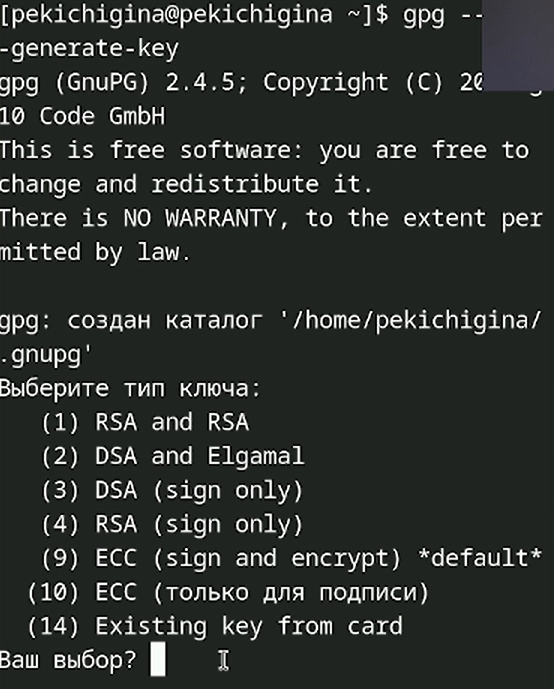 [pekichigina@pekichigina ~]$ gpg --
-generate-key
gpg (GnuPG) 2.4.5; Copyright (C) 20 g
10 Code GmbH
This is free software: you are free to
change and redistribute it.
There is NO WARRANTY, to the extent per
mitted by law.

gpg: создан каталог '/home/pekichigina/
.gnupg'
Выберите тип ключа:
(1) RSA and RSA
(2) DSA and Elgamal
(3) DSA (sign only)
(4) RSA (sign only)
(9) ECC (sign and encrypt) *default*
(10) ECC (только для подписи)
(14) Existing key from card
Ваш выбор?